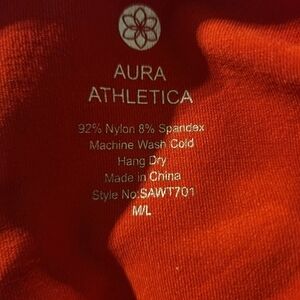 AURA
ATHLETICA
92% Nylon 8% Spandex
Machine Wash Cold
Hang Dry
Made in China
Style No:SAWT701
M/L